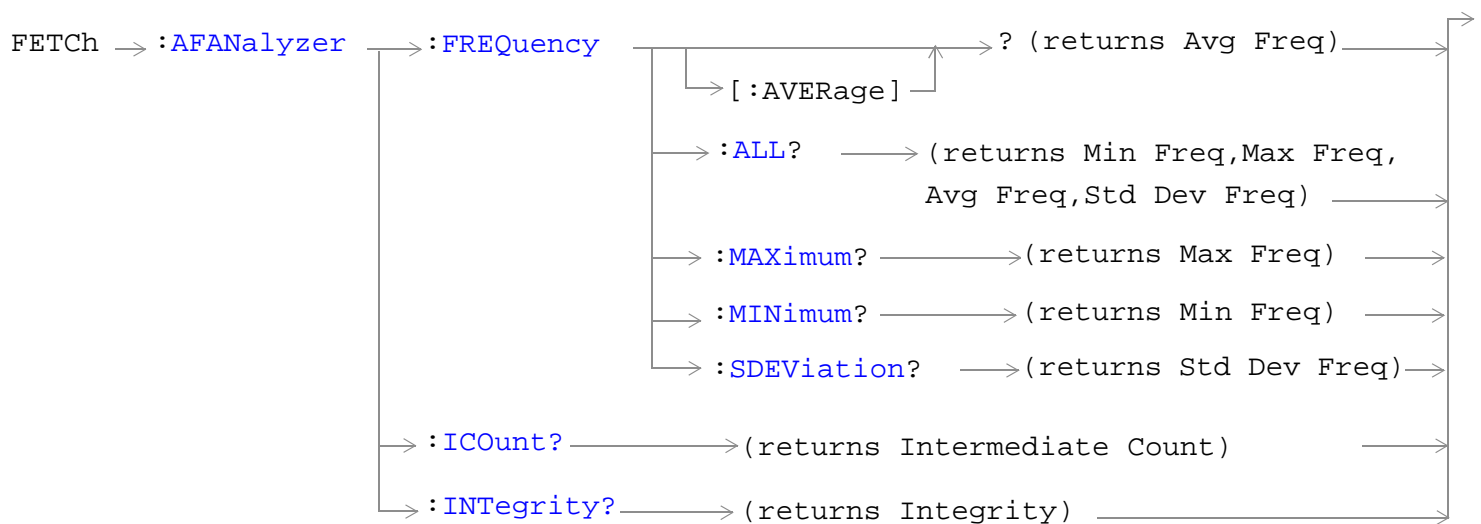 FETCh :AFANalyzer :FREQuency ? (returns Avg Freq)
[:AVERage]
:ALL? (returns Min Freq,Max Freq,
Avg Freq,Std Dev Freq)
:MAXimum? (returns Max Freq)
:MINimum? (returns Min Freq)
:SDEViation? (returns Std Dev Freq)
:ICOunt? (returns Intermediate Count)
:INTegrity? (returns Integrity)